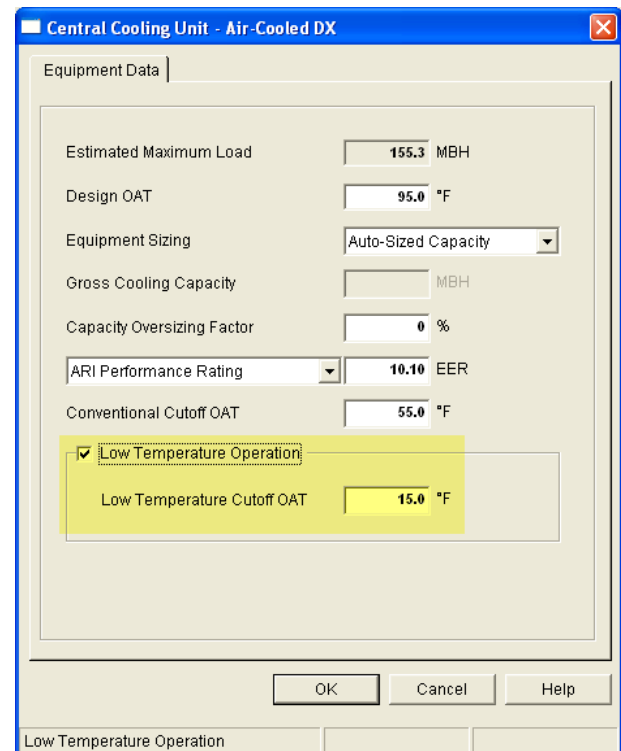 Central Cooling Unit - Air-Cooled DX
Equipment Data
Estimated Maximum Load 155.3 MBH
Design OAT 95.0 °F
Equipment Sizing Auto-Sized Capacity
Gross Cooling Capacity MBH
Capacity Oversizing Factor 0 %
ARI Performance Rating 10.10 EER
Conventional Cutoff OAT 55.0 °F
Low Temperature Operation
Low Temperature Cutoff OAT 15.0 °F
OK Cancel Help
Low Temperature Operation